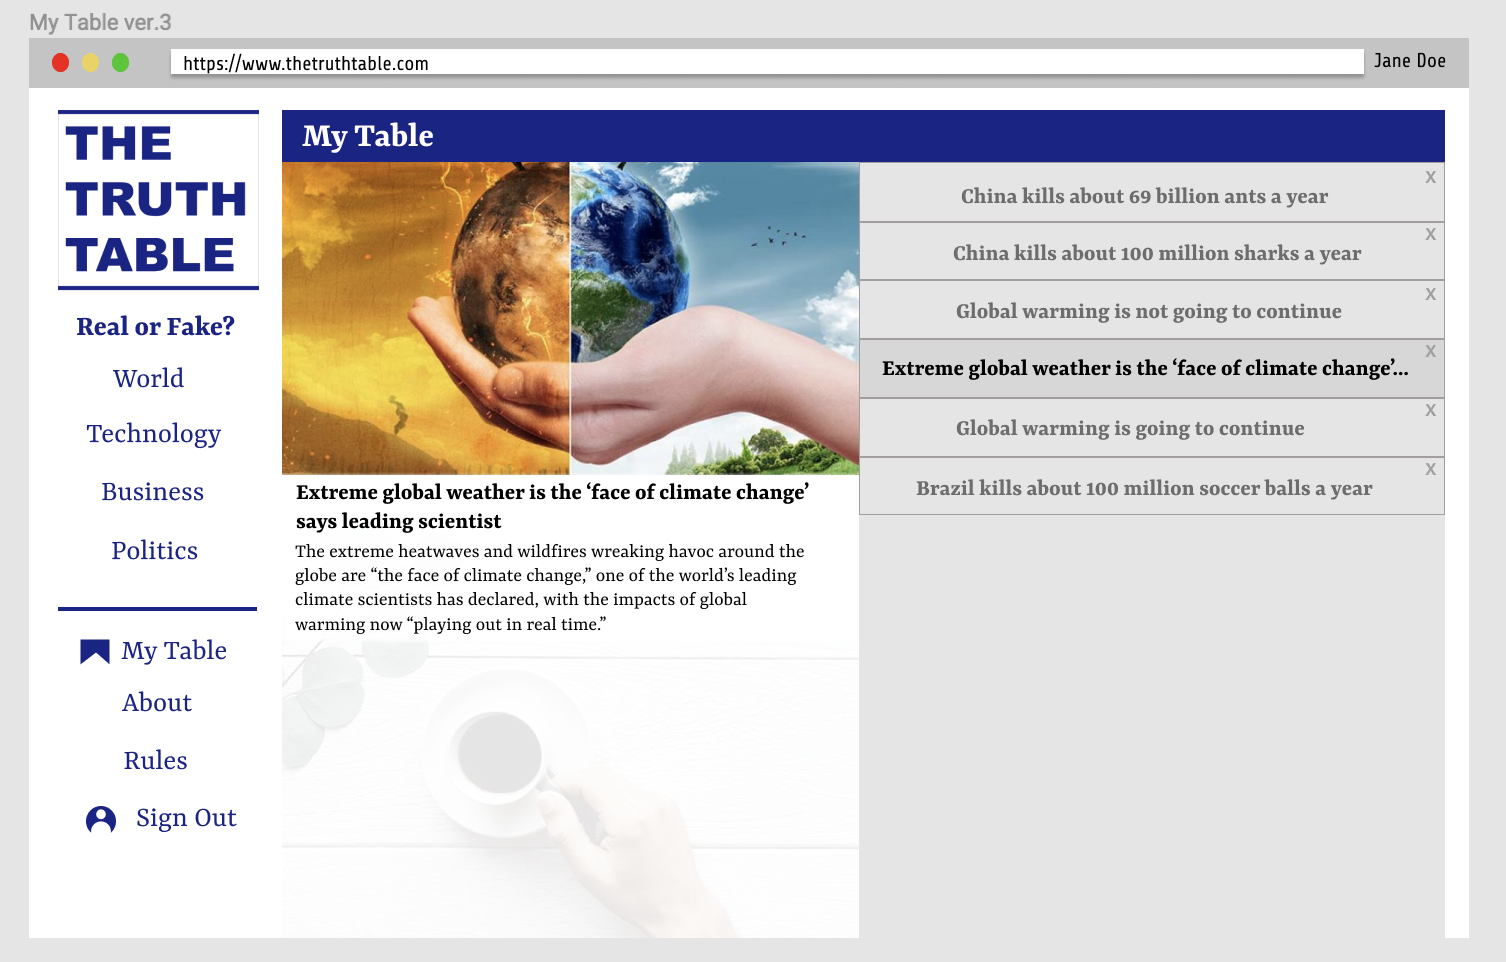 My Table ver.3
https://www.thetruthtable.com
Jane Doe
THE
TRUTH
TABLE
Real or Fake?
World
Technology
Business
Politics
My Table
About
Rules
Sign Out
My Table
Extreme global weather is the ‘face of climate change’
says leading scientist
The extreme heatwaves and wildfires wreaking havoc around the
globe are “the face of climate change,” one of the world’s leading
climate scientists has declared, with the impacts of global
warming now “playing out in real time.”
X
China kills about 69 billion ants a year
X
China kills about 100 million sharks a year
X
Global warming is not going to continue
X
Extreme global weather is the ‘face of climate change’...
X
Global warming is going to continue
X
Brazil kills about 100 million soccer balls a year